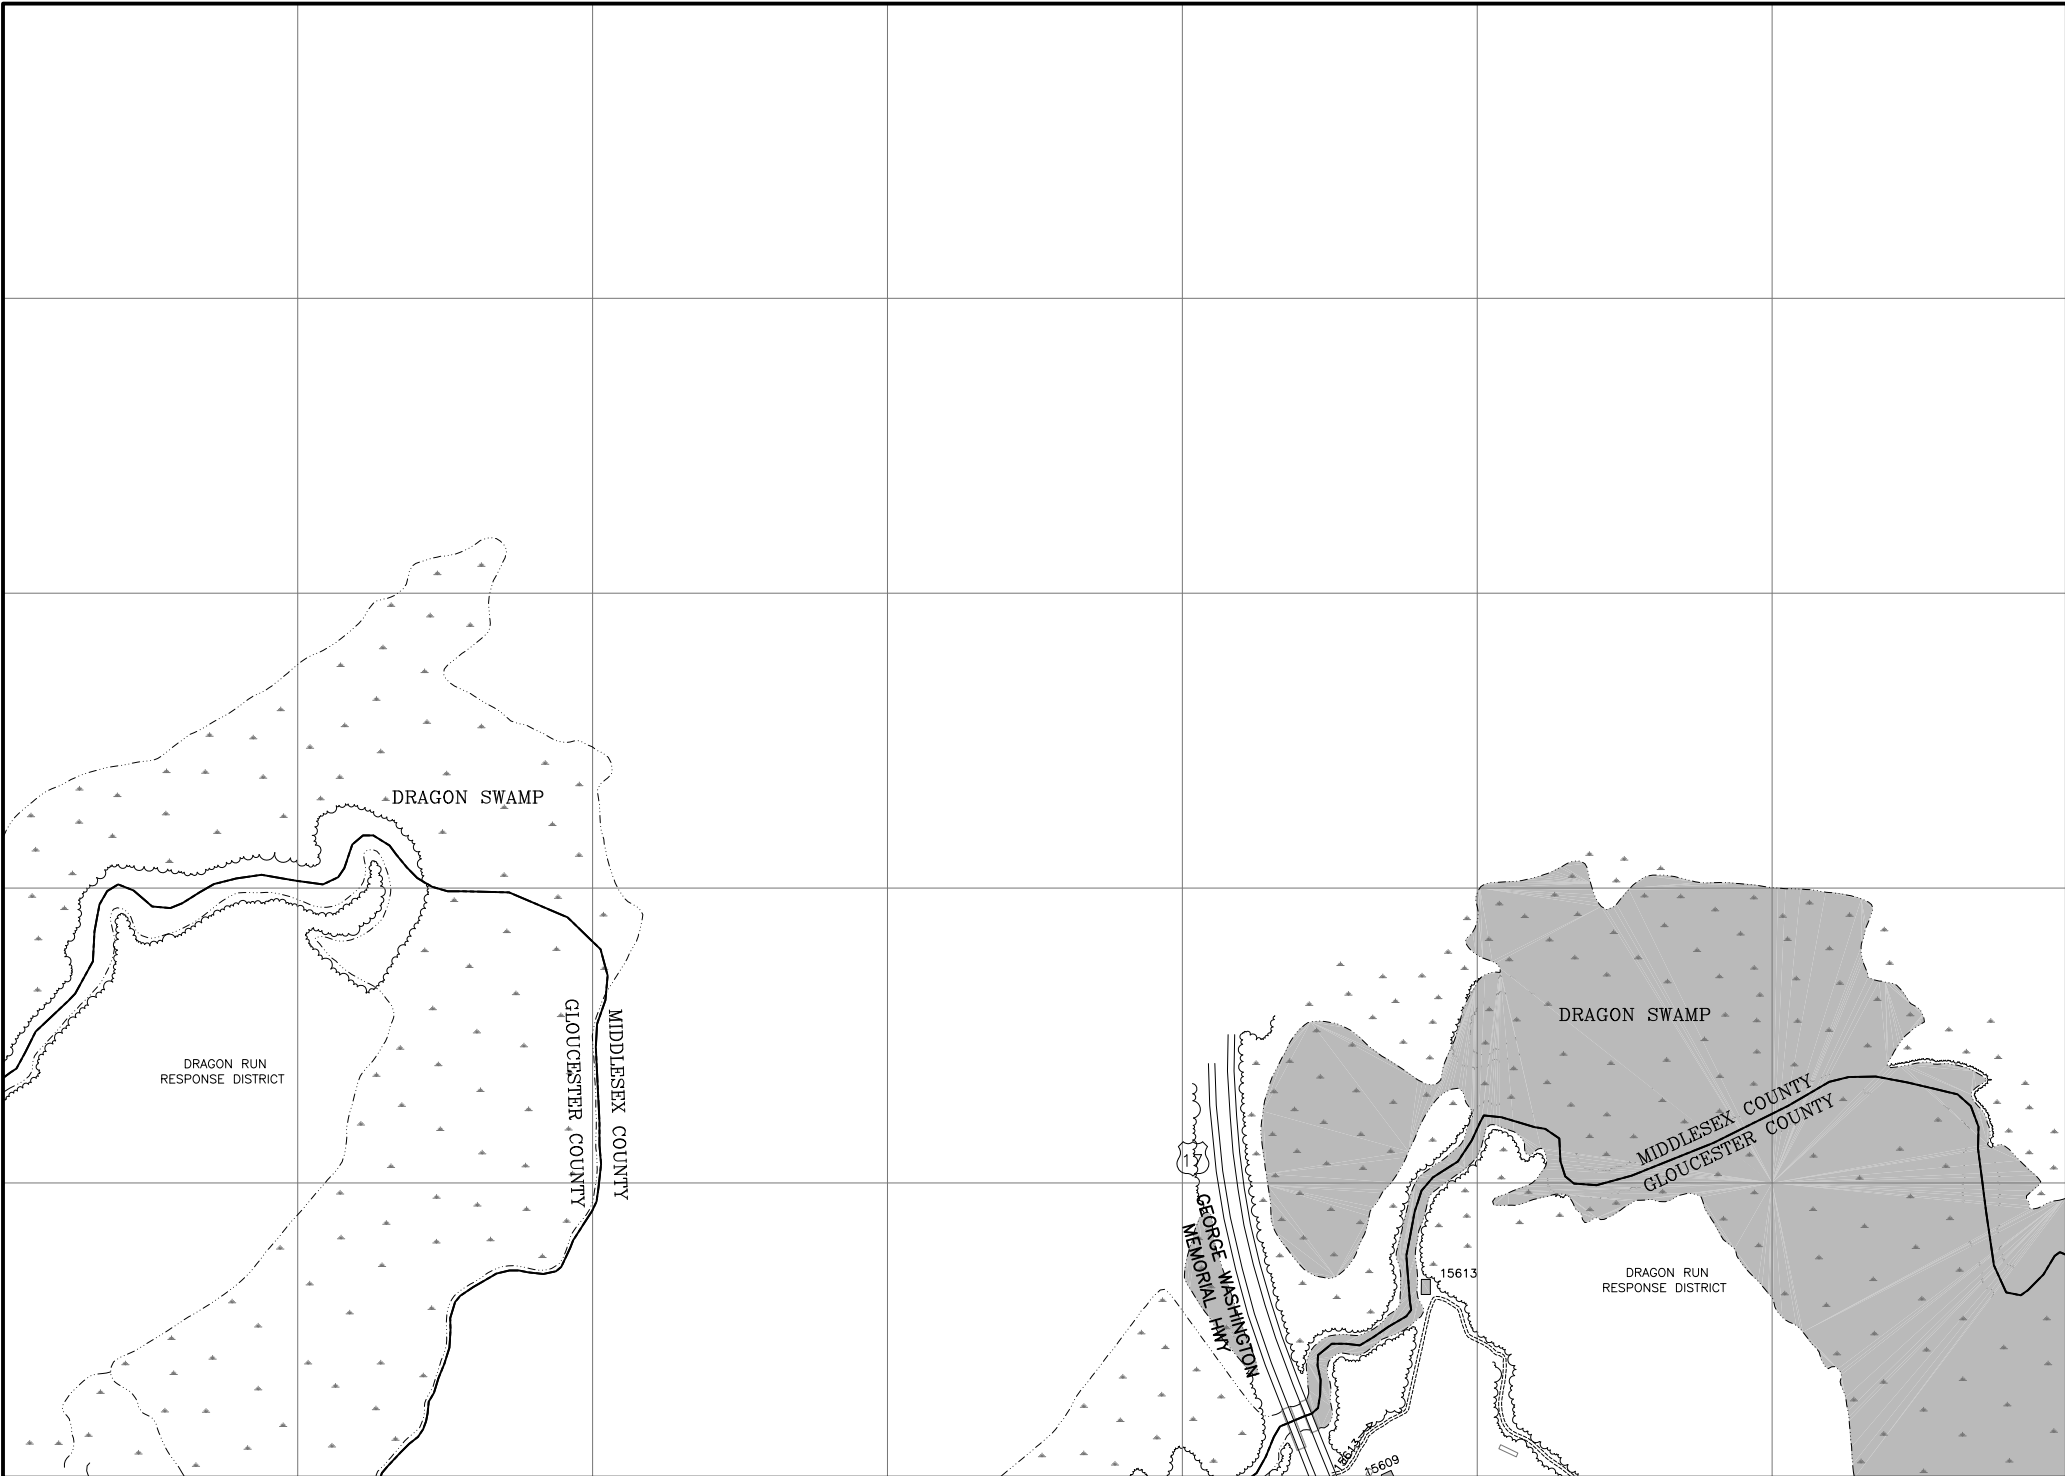 DRAGON SWAMP
DRAGON RUN
RESPONSE DISTRICT
GLOUCESTER COUNTY
MIDDLESEX COUNTY
DRAGON SWAMP
MIDDLESEX COUNTY
GLOUCESTER COUNTY
17
GEORGE WASHINGTON
MEMORIAL HWY
15613
DRAGON RUN
RESPONSE DISTRICT
15609